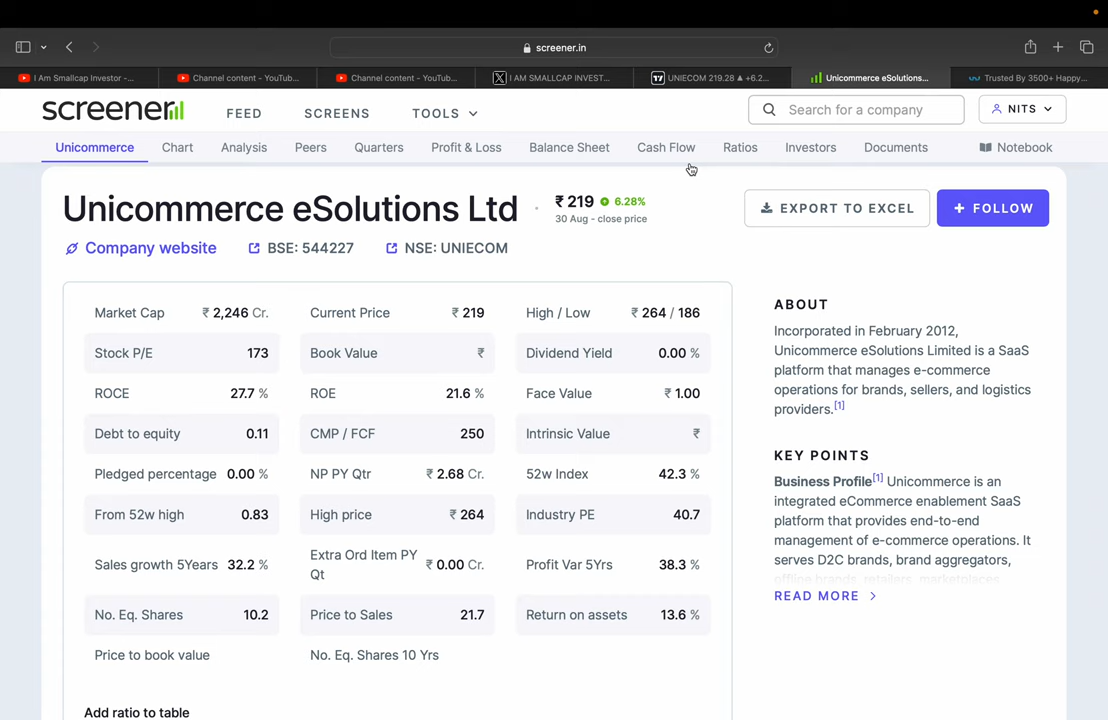 screener.in
I Am Smallcap Investor -...
Channel content - YouTub...
Channel content - YouTub...
I AM SMALLCAP INVEST...
UNIECOM 219.28 ▲ +6.2...
Unicommerce eSolutions...
Trusted By 3500+ Happy...
screener
FEED
SCREENS
TOOLS
Search for a company
NITS
Unicommerce
Chart
Analysis
Peers
Quarters
Profit & Loss
Balance Sheet
Cash Flow
Ratios
Investors
Documents
Notebook
Unicommerce eSolutions Ltd
₹ 219 6.28%
30 Aug - close price
EXPORT TO EXCEL
+ FOLLOW
Company website
BSE: 544227
NSE: UNIECOM
Market Cap ₹ 2,246 Cr.
Current Price ₹ 219
High / Low ₹ 264 / 186
Stock P/E 173
Book Value ₹
Dividend Yield 0.00 %
ROCE 27.7 %
ROE 21.6 %
Face Value ₹ 1.00
Debt to equity 0.11
CMP / FCF 250
Intrinsic Value ₹
Pledged percentage 0.00 %
NP PY Qtr ₹ 2.68 Cr.
52w Index 42.3 %
From 52w high 0.83
High price ₹ 264
Industry PE 40.7
Sales growth 5Years 32.2 %
Extra Ord Item PY
Qt ₹ 0.00 Cr.
Profit Var 5Yrs 38.3 %
No. Eq. Shares 10.2
Price to Sales 21.7
Return on assets 13.6 %
Price to book value
No. Eq. Shares 10 Yrs
Add ratio to table
ABOUT
Incorporated in February 2012,
Unicommerce eSolutions Limited is a SaaS
platform that manages e-commerce
operations for brands, sellers, and logistics
providers.[1]
KEY POINTS
Business Profile[1] Unicommerce is an
integrated eCommerce enablement SaaS
platform that provides end-to-end
management of e-commerce operations. It
serves D2C brands, brand aggregators,
offline brands, retailers, marketplaces
READ MORE